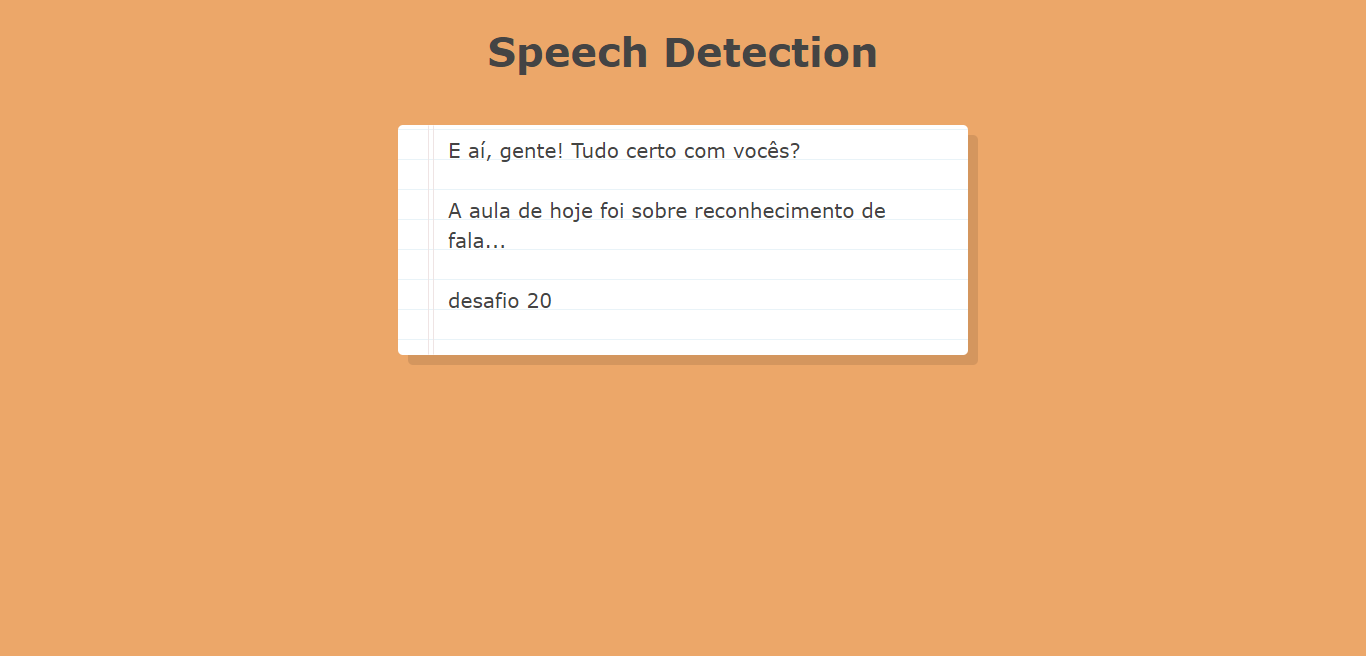 Speech Detection
E aí, gente! Tudo certo com vocês?
A aula de hoje foi sobre reconhecimento de
fala...
desafio 20